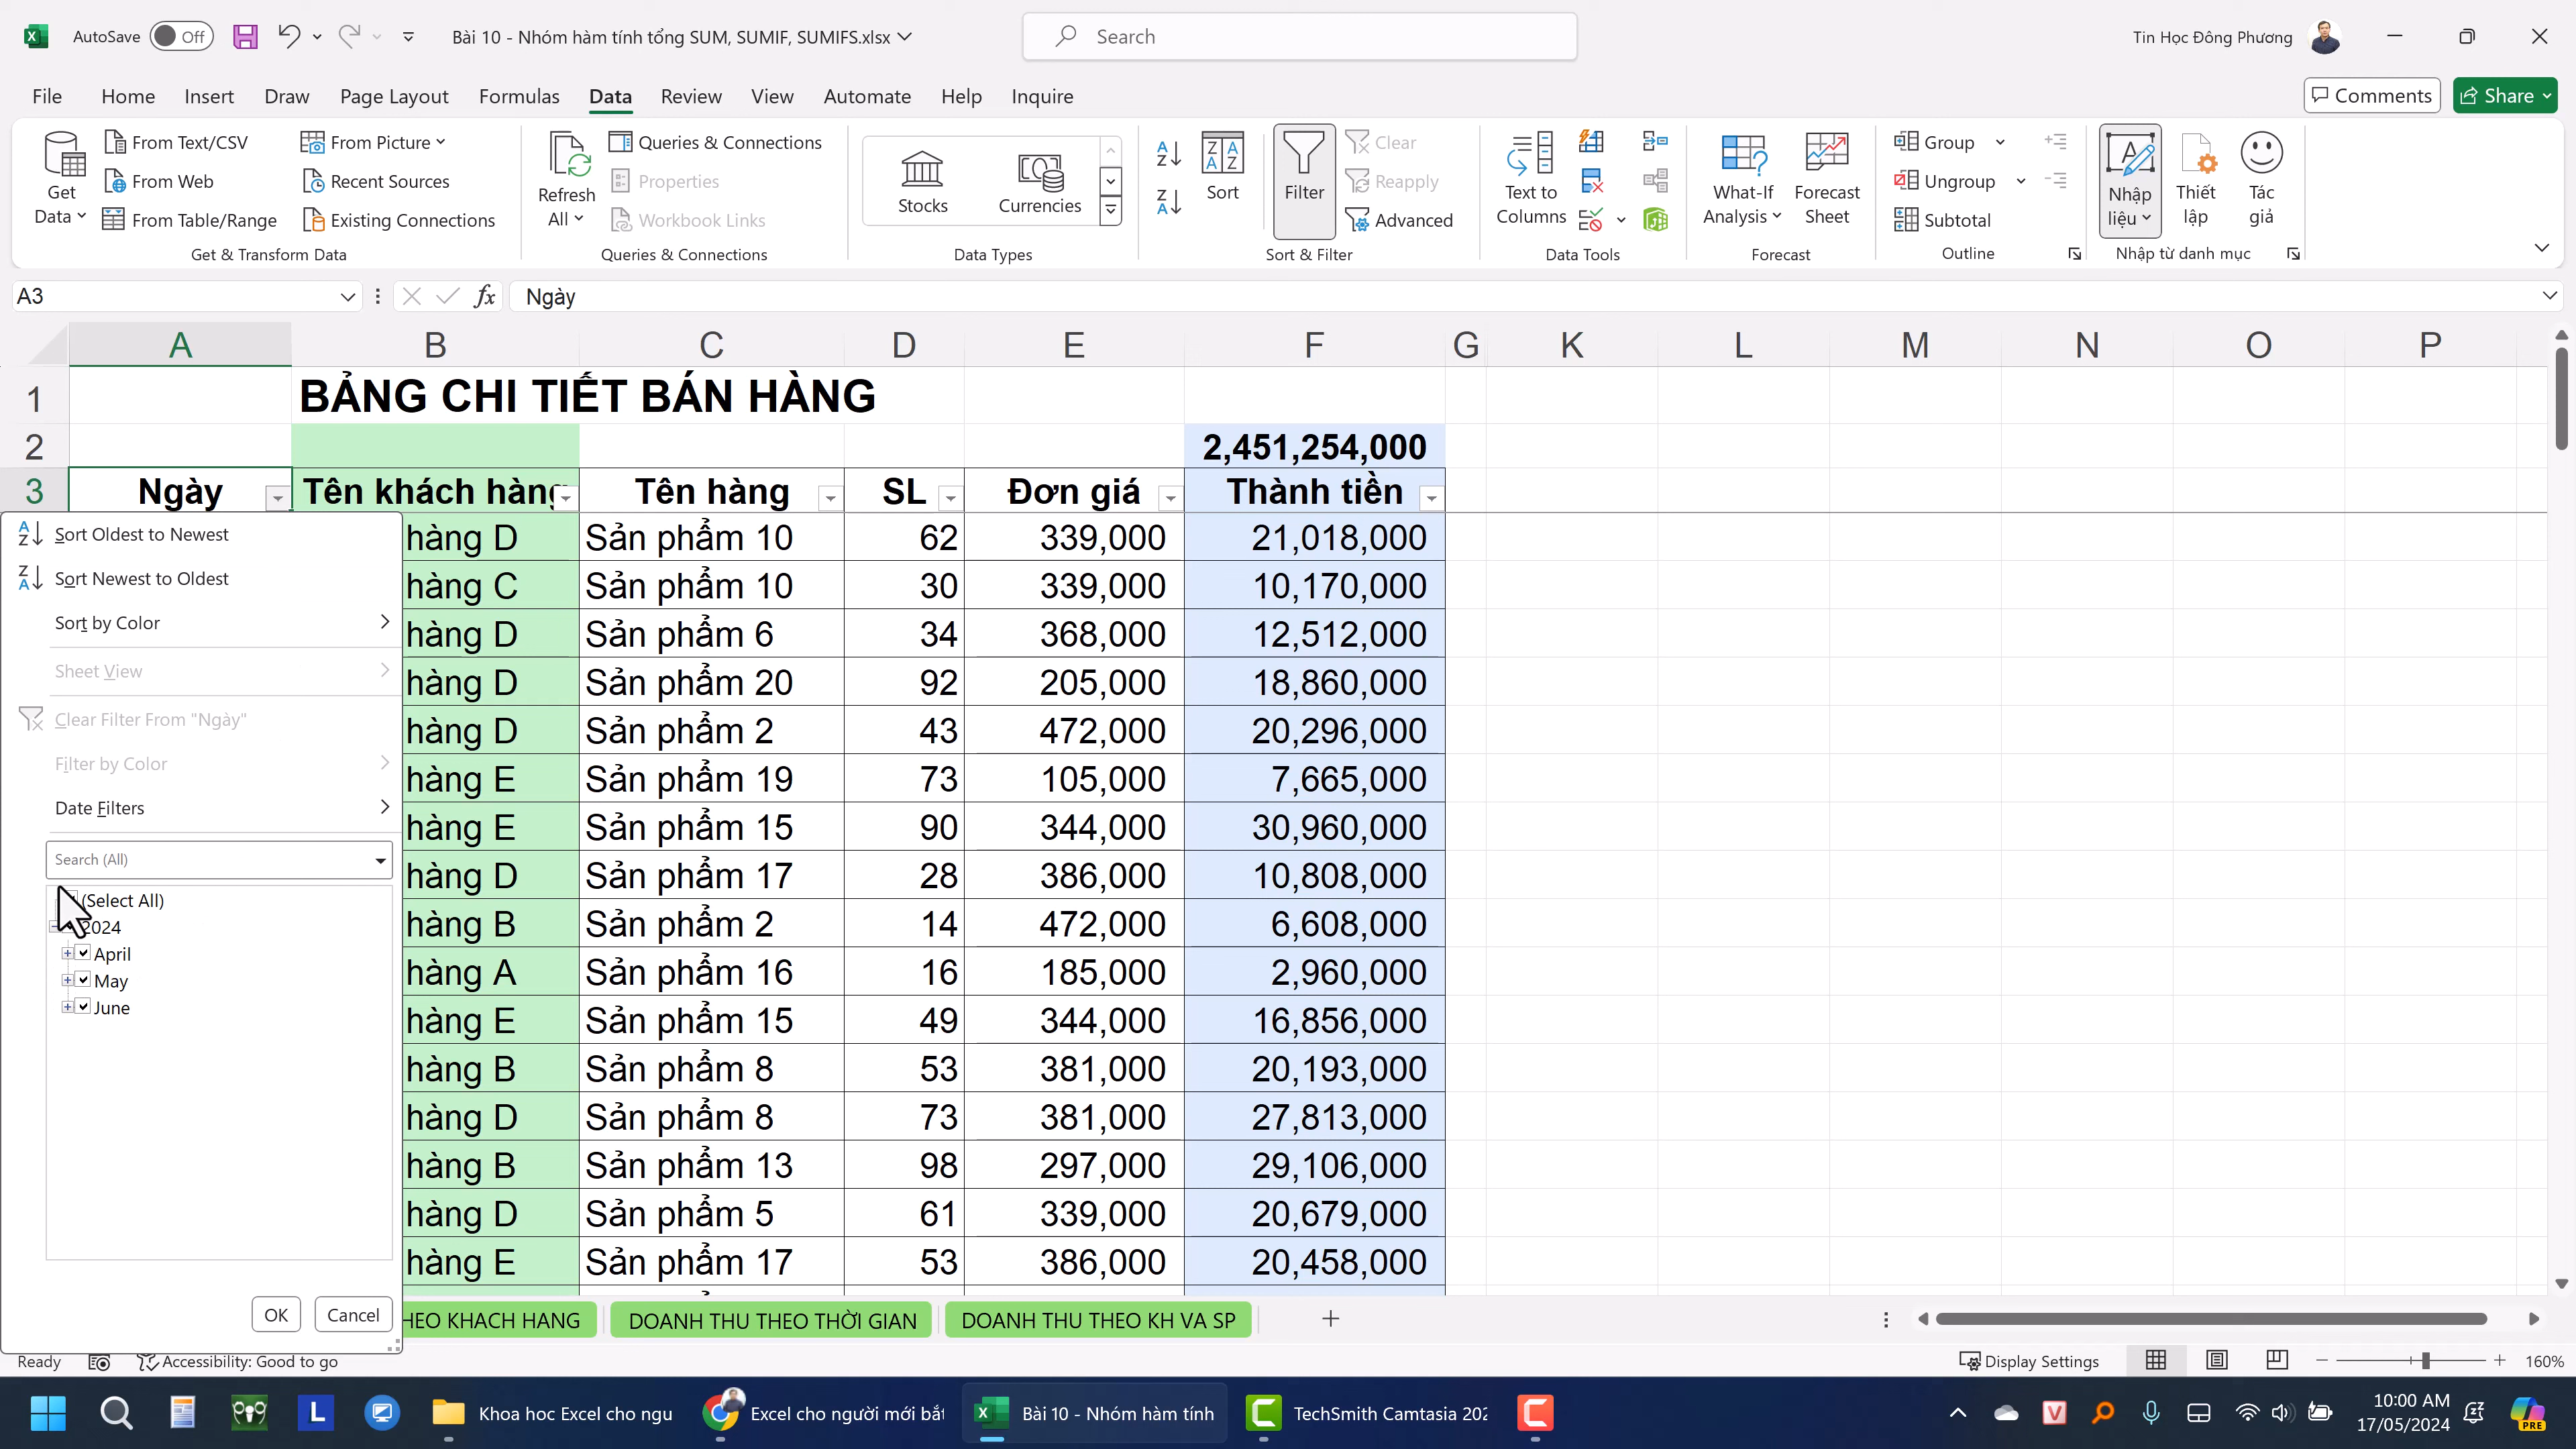 AutoSave Off Bài 10 - Nhóm hàm tính tổng SUM, SUMIF, SUMIFS.xlsx Search Tin Học Đông Phương
File Home Insert Draw Page Layout Formulas Data Review View Automate Help Inquire Comments Share
Get Data
From Text/CSV
From Web
From Table/Range
From Picture
Recent Sources
Existing Connections
Get & Transform Data
Refresh All
Queries & Connections
Properties
Workbook Links
Queries & Connections
Stocks
Currencies
Data Types
Sort
Filter
Clear
Reapply
Advanced
Sort & Filter
Text to Columns
Data Tools
What-If Analysis
Forecast Sheet
Forecast
Group
Ungroup
Subtotal
Outline
Nhập liệu
Thiết lập
Tác giả
Nhập từ danh mục
A3 fx Ngày
A B C D E F G K L M N O P
1 BẢNG CHI TIẾT BÁN HÀNG
2 2,451,254,000
3 Ngày Tên khách hàng Tên hàng SL Đơn giá Thành tiền
hàng D Sản phẩm 10 62 339,000 21,018,000
hàng C Sản phẩm 10 30 339,000 10,170,000
hàng D Sản phẩm 6 34 368,000 12,512,000
hàng D Sản phẩm 20 92 205,000 18,860,000
hàng D Sản phẩm 2 43 472,000 20,296,000
hàng E Sản phẩm 19 73 105,000 7,665,000
hàng E Sản phẩm 15 90 344,000 30,960,000
hàng D Sản phẩm 17 28 386,000 10,808,000
hàng B Sản phẩm 2 14 472,000 6,608,000
hàng A Sản phẩm 16 16 185,000 2,960,000
hàng E Sản phẩm 15 49 344,000 16,856,000
hàng B Sản phẩm 8 53 381,000 20,193,000
hàng D Sản phẩm 8 73 381,000 27,813,000
hàng B Sản phẩm 13 98 297,000 29,106,000
hàng D Sản phẩm 5 61 339,000 20,679,000
hàng E Sản phẩm 17 53 386,000 20,458,000
Sort Oldest to Newest
Sort Newest to Oldest
Sort by Color
Sheet View
Clear Filter From "Ngày"
Filter by Color
Date Filters
Search (All)
(Select All)
2024
April
May
June
OK Cancel
HEO KHACH HANG DOANH THU THEO THỜI GIAN DOANH THU THEO KH VA SP
Ready Accessibility: Good to go Display Settings 160%
Khoa hoc Excel cho ngu Excel cho người mới bắt Bài 10 - Nhóm hàm tính TechSmith Camtasia 202
10:00 AM
17/05/2024
PRE